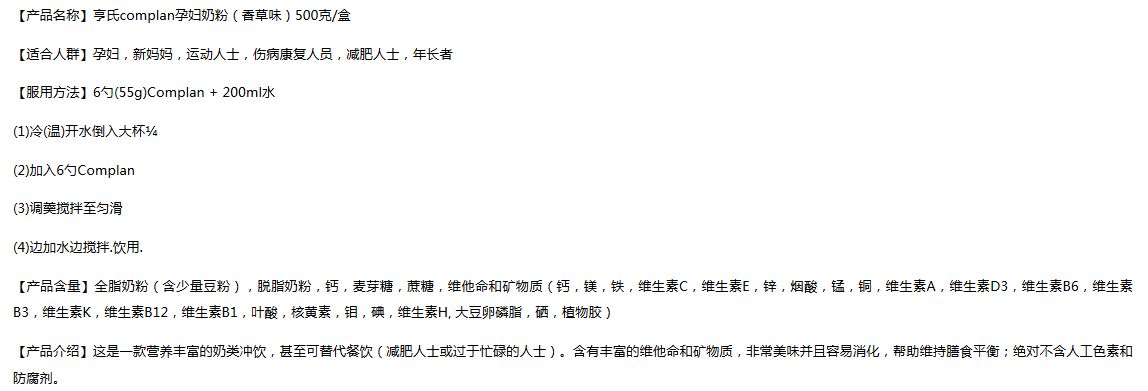 【产品名称】亨氏complan孕妇奶粉（香草味）500克/盒
【适合人群】孕妇，新妈妈，运动人士，伤病康复人员，减肥人士，年长者
【服用方法】6勺(55g)Complan + 200ml水
(1)冷(温)开水倒入大杯¼
(2)加入6勺Complan
(3)调羹搅拌至匀滑
(4)边加水边搅拌.饮用.
【产品含量】全脂奶粉（含少量豆粉），脱脂奶粉，钙，麦芽糖，蔗糖，维他命和矿物质（钙，镁，铁，维生素C，维生素E，锌，烟酸，锰，铜，维生素A，维生素D3，维生素B6，维生素
B3，维生素K，维生素B12，维生素B1，叶酸，核黄素，钼，碘，维生素H, 大豆卵磷脂，硒，植物胶）
【产品介绍】这是一款营养丰富的奶类冲饮，甚至可替代餐饮（减肥人士或过于忙碌的人士）。含有丰富的维他命和矿物质，非常美味并且容易消化，帮助维持膳食平衡；绝对不含人工色素和
防腐剂。